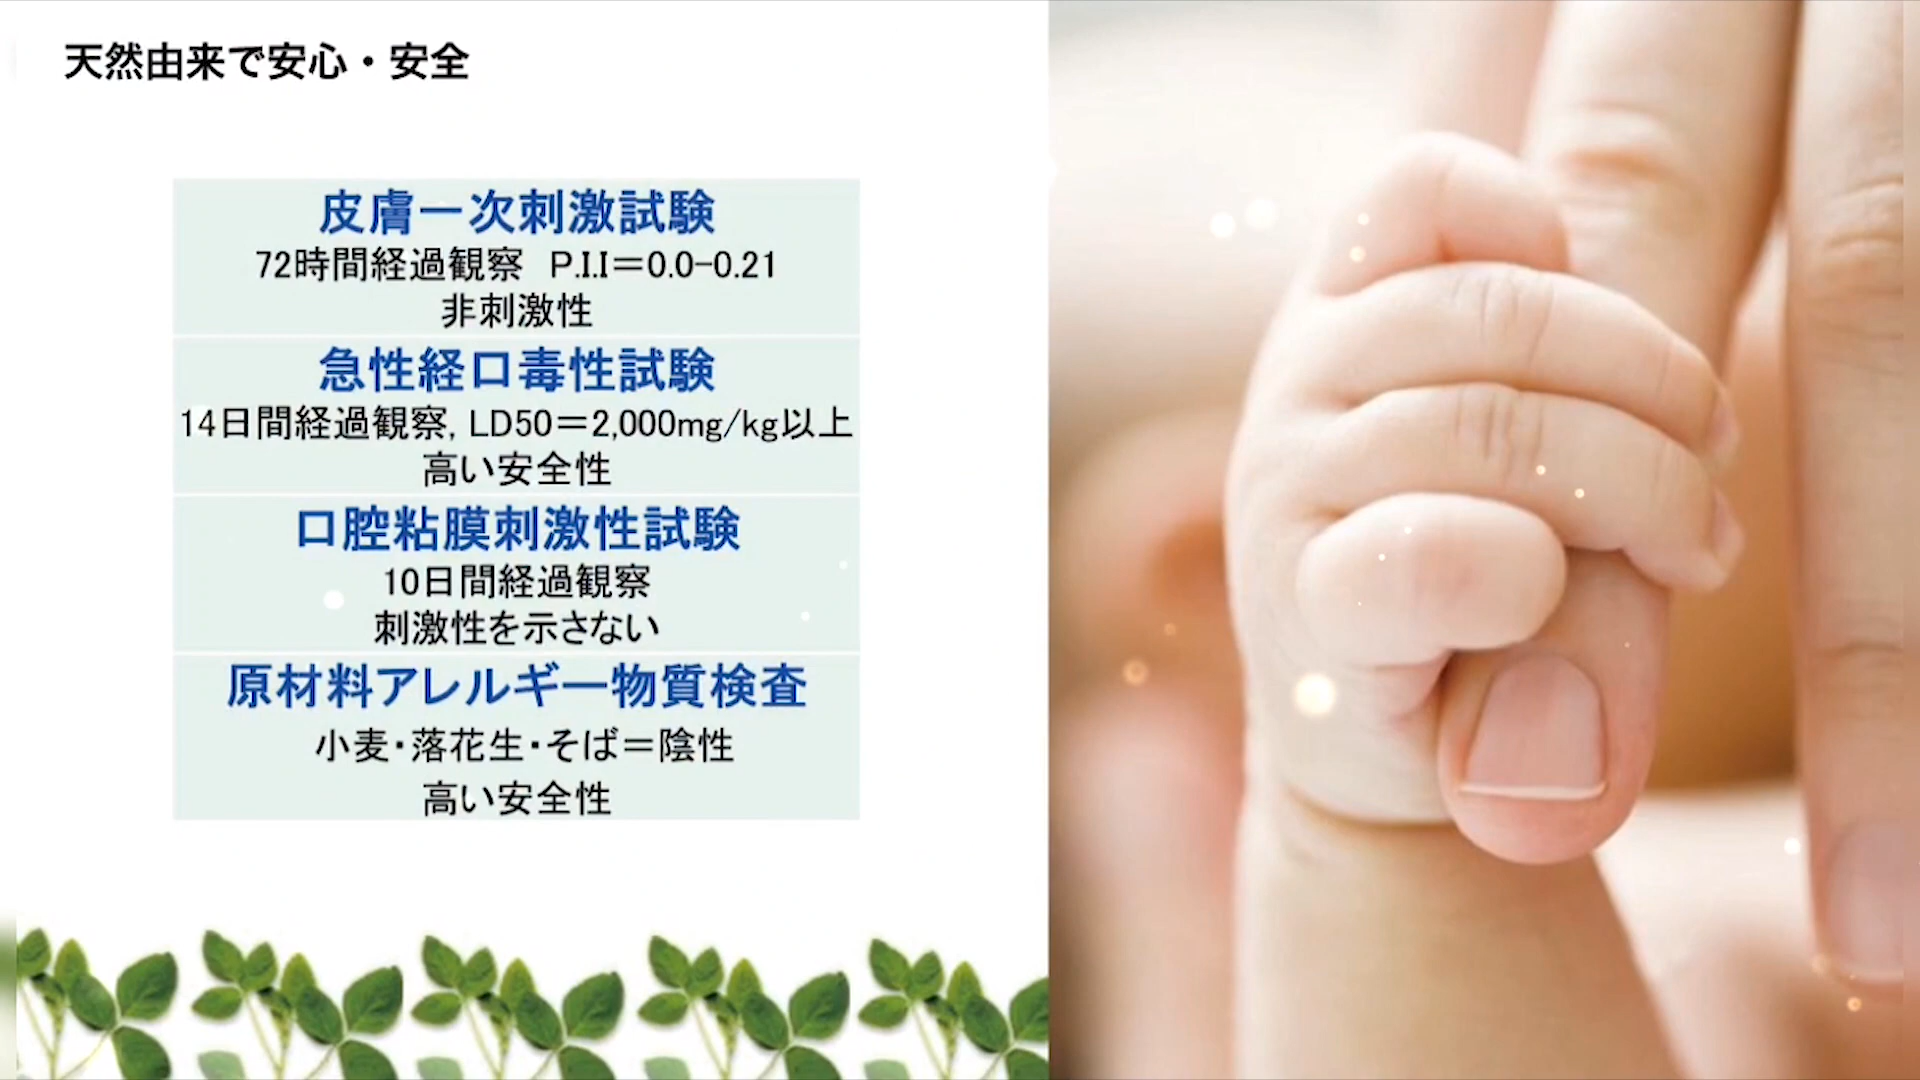 天然由来で安心・安全
皮膚一次刺激試験
72時間経過観察　P.I.I＝0.0-0.21
非刺激性
急性経口毒性試験
14日間経過観察, LD50＝2,000mg/kg以上
高い安全性
口腔粘膜刺激性試験
10日間経過観察
刺激性を示さない
原材料アレルギー物質検査
小麦・落花生・そば＝陰性
高い安全性